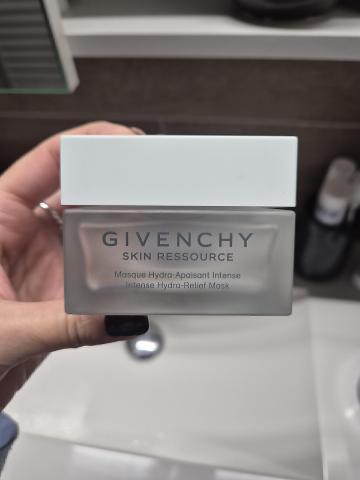 GIVENCHY
SKIN RESSOURCE
Masque Hydra-Apaisant Intense
Intense Hydra-Relief Mask